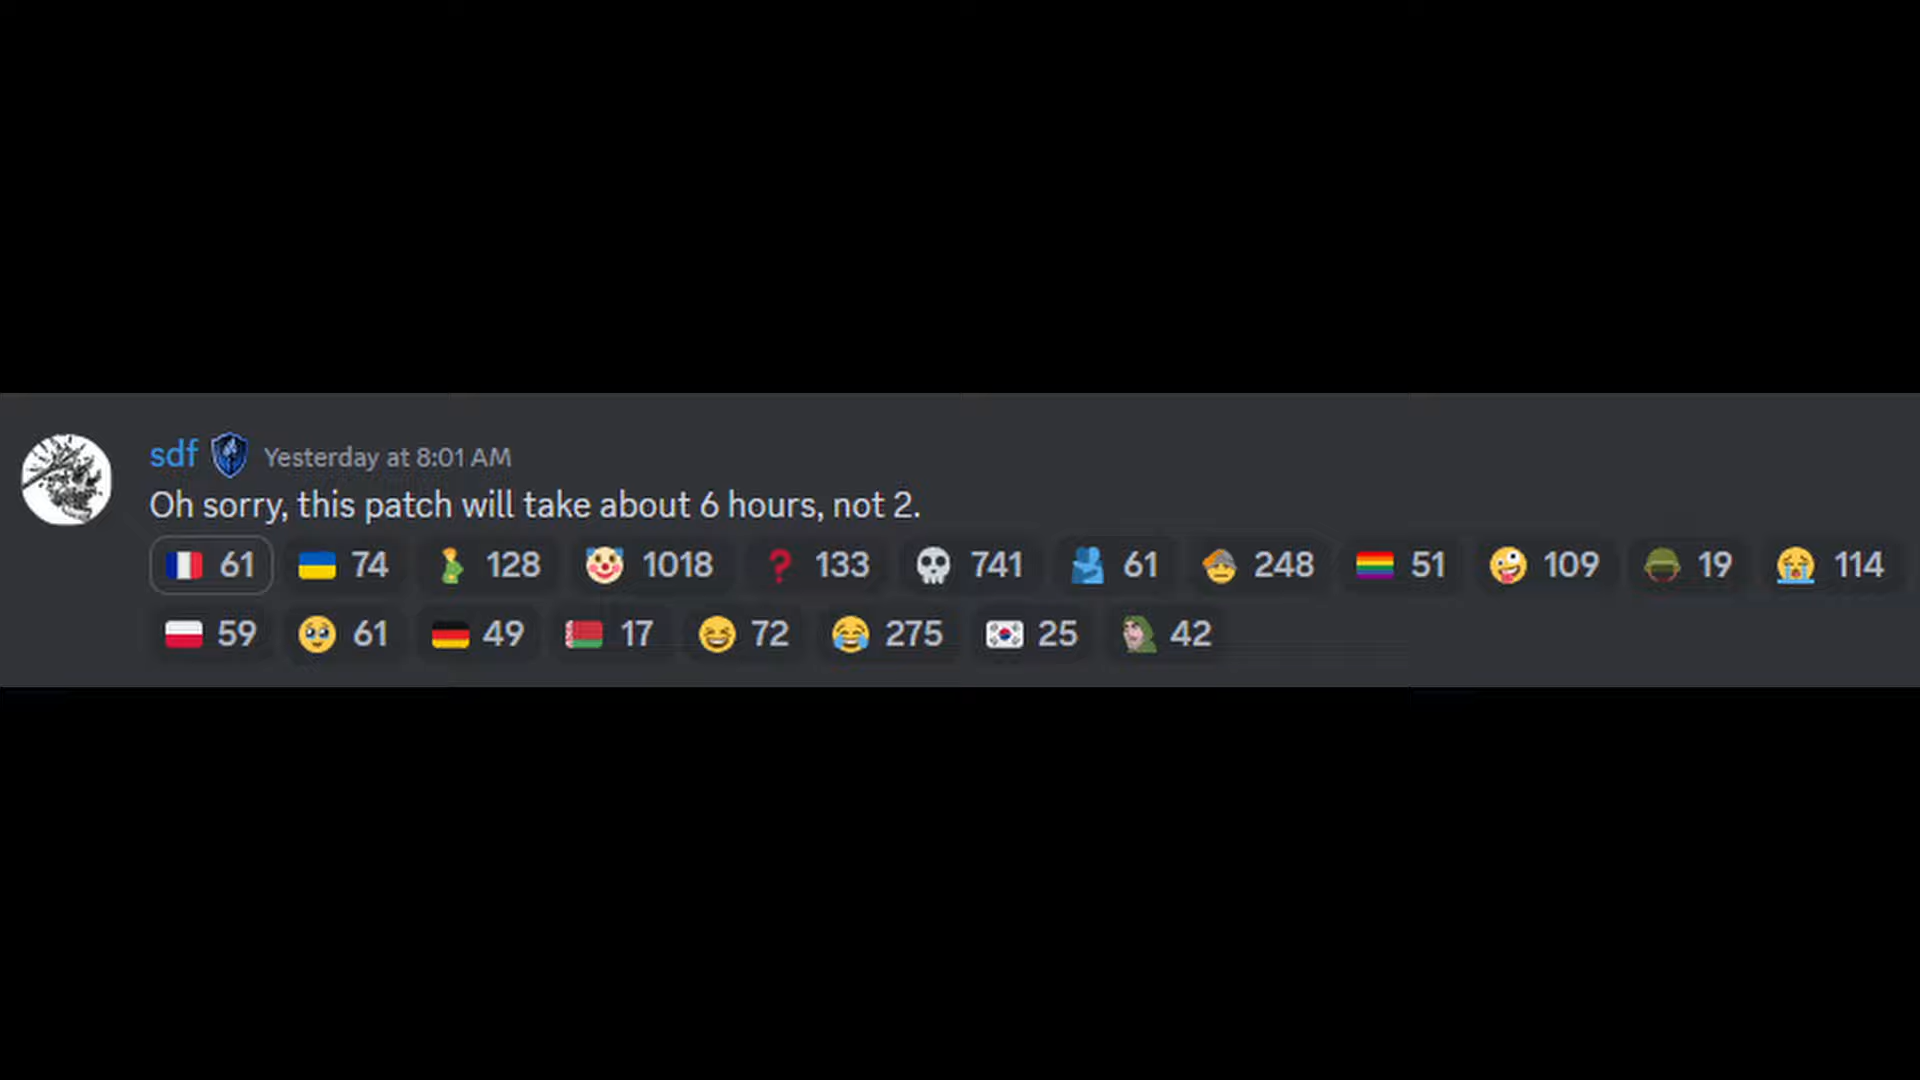 sdf Yesterday at 8:01 AM
Oh sorry, this patch will take about 6 hours, not 2.
61 74 128 1018 133 741 61 248 51 109 19 114
59 61 49 17 72 275 25 42